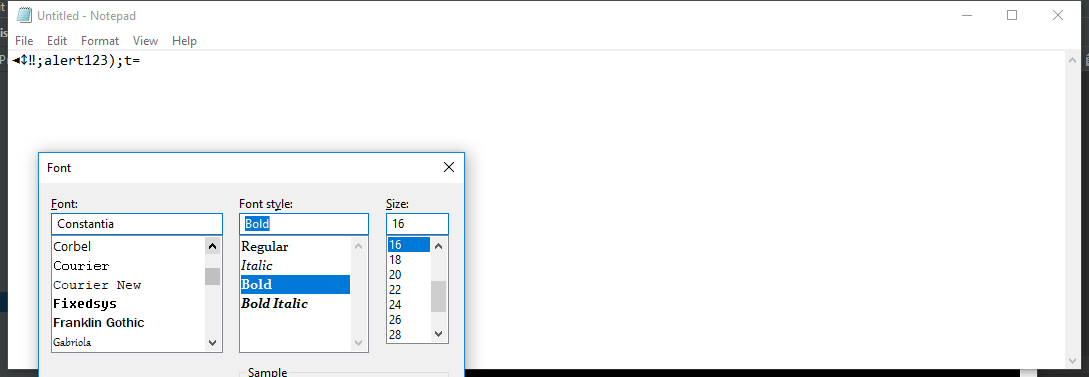 Untitled - Notepad
File Edit Format View Help
◄↕‼;alert123);t=
Font
Font: Font style: Size:
Constantia Bold 16
Corbel Regular 16
Courier Italic 18
Courier New Bold 20
Fixedsys Bold Italic 22
Franklin Gothic 24
Gabriola 26
28
Sample